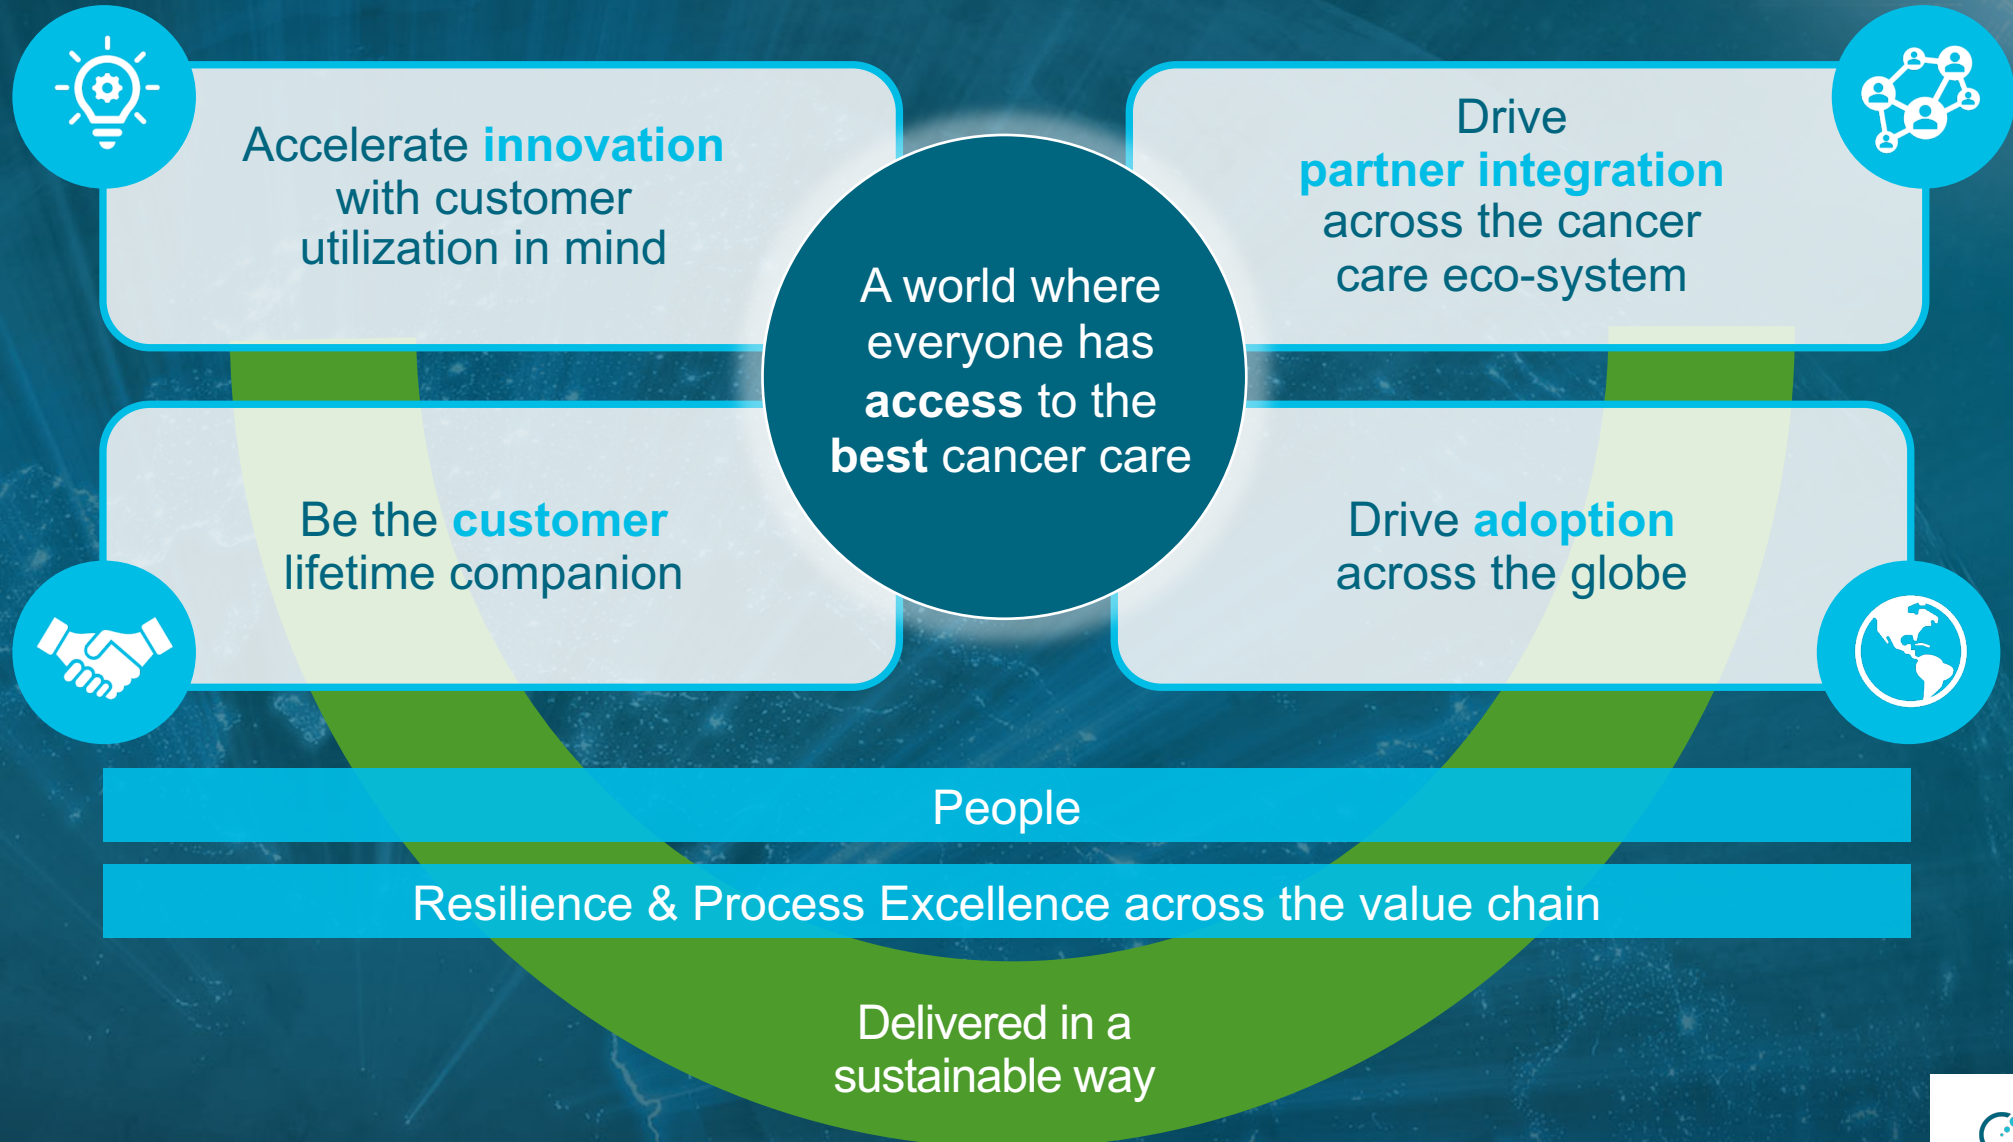 Accelerate innovation
with customer
utilization in mind
Drive
partner integration
across the cancer
care eco-system
A world where
everyone has
access to the
best cancer care
Be the customer
lifetime companion
Drive adoption
across the globe
People
Resilience & Process Excellence across the value chain
Delivered in a
sustainable way